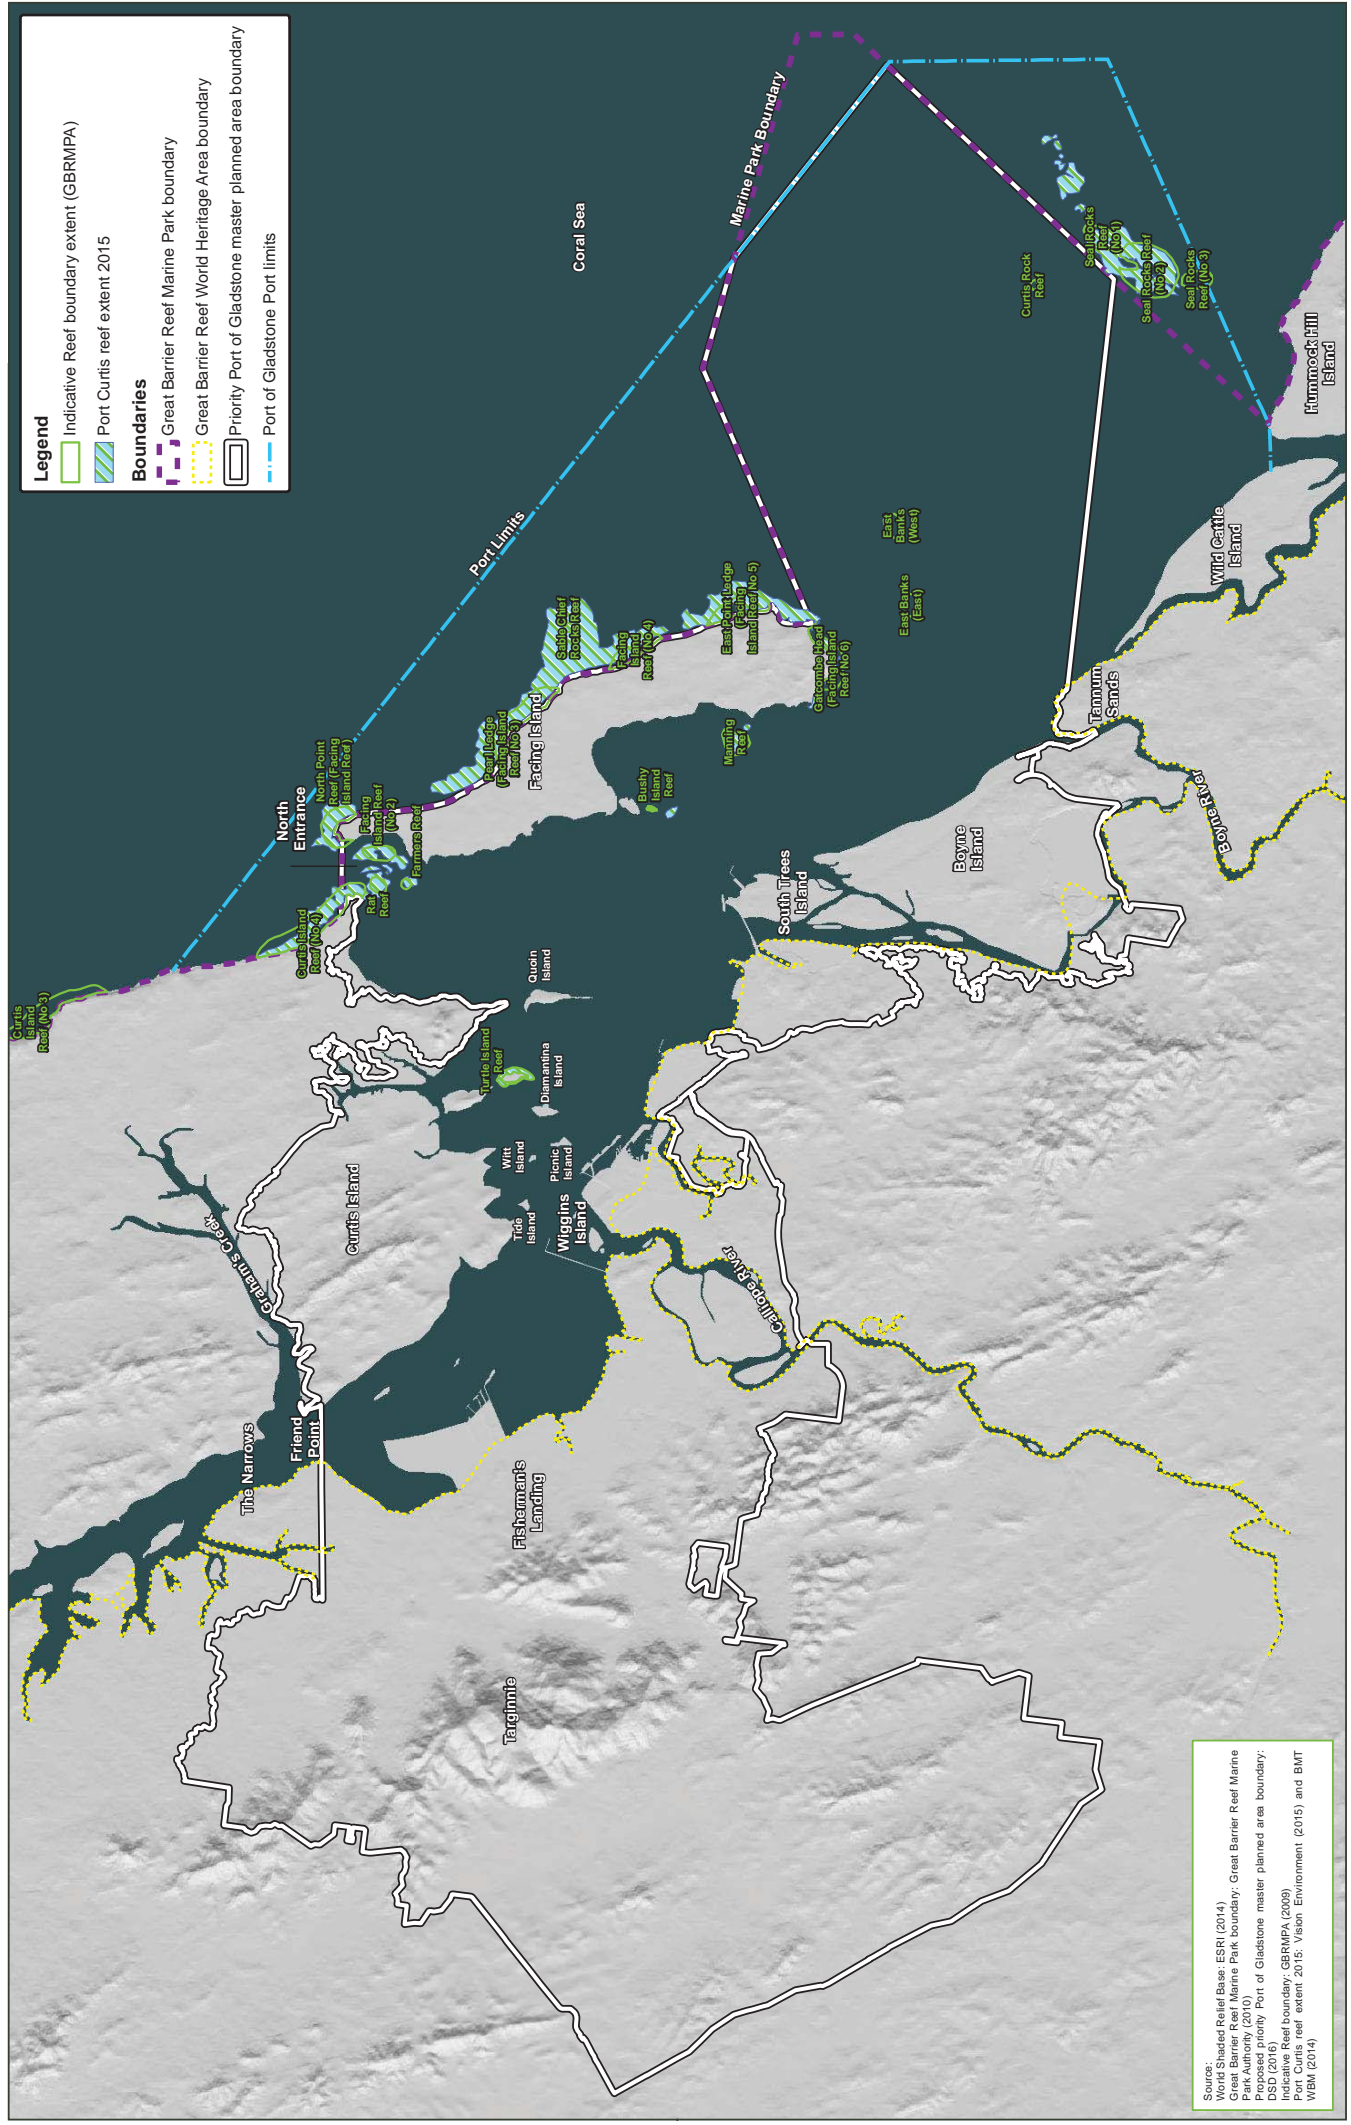 Legend
Indicative Reef boundary extent (GBRMPA)
Port Curtis reef extent 2015
Boundaries
Great Barrier Reef Marine Park boundary
Great Barrier Reef World Heritage Area boundary
Priority Port of Gladstone master planned area boundary
Port of Gladstone Port limits
Curtis
Island
Reef (No 3)
The Narrows
Graham's Creek
Friend
Point
Curtis Island
Curtis Island
Reef (No 4)
North
Entrance
North Point
Reef (Facing
Island Reef)
Facing
Island Reef
(No 2)
Rat
Reef
Farmers Reef
Port Limits
Coral Sea
Marine Park Boundary
Pearl Ledge
(Facing Island
Reef No 3)
Facing Island
Sable Chief
Rocks Reef
Facing
Island
Reef (No 4)
East Point Ledge
(Facing
Island Reef No 5)
Gatcombe Head
(Facing Island
Reef No 6)
Manning
Reef
Bushy
Island
Reef
Turtle Island
Reef
Quoin
Island
Diamantina
Island
Witt
Island
Picnic
Island
Tide
Island
Wiggins
Island
Fisherman's
Landing
Targinnie
Calliope River
South Trees
Island
Boyne
Island
Boyne River
Tannum
Sands
East
Banks
(West)
East Banks
(East)
Curtis Rock
Reef
Seal Rocks
Reef
(No 1)
Seal Rocks Reef
(No 2)
Seal Rocks
Reef (No 3)
Wild Cattle
Island
Hummock Hill
Island
Source:
World Shaded Relief Base: ESRI (2014)
Great Barrier Reef Marine Park boundary: Great Barrier Reef Marine
Park Authority (2010)
Proposed priority Port of Gladstone master planned area boundary:
DSD (2016)
Indicative Reef boundary: GBRMPA (2009)
Port Curtis reef extent 2015: Vision Environment (2015) and BMT
WBM (2014)